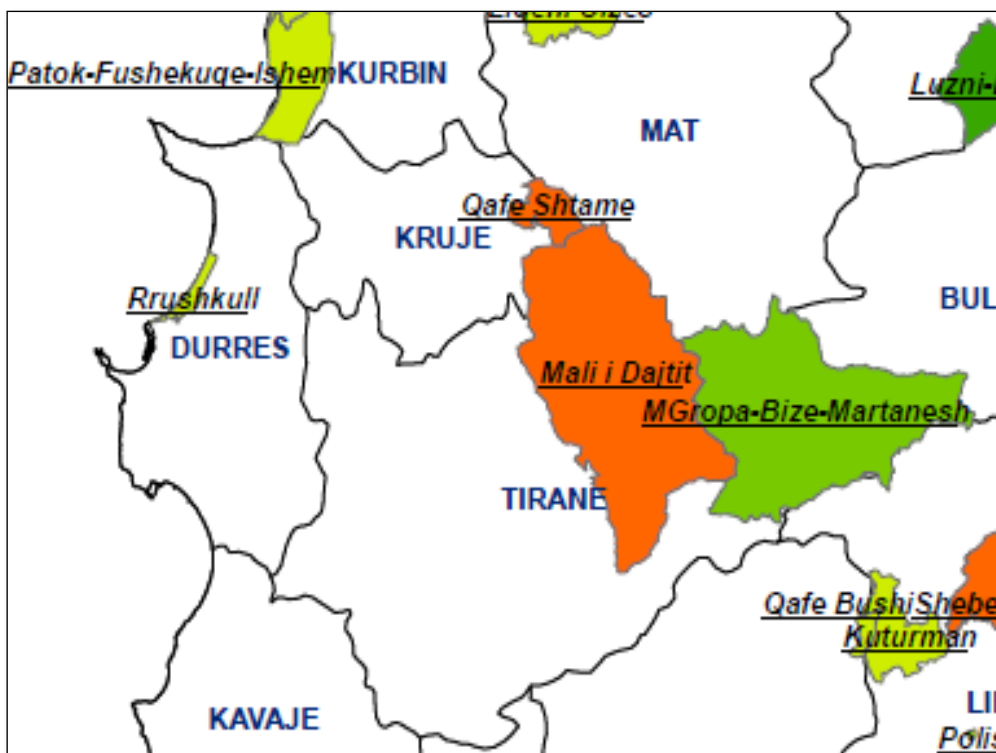 Patok-Fushekuqe-Ishem
KURBIN
MAT
Luzni-
Qafe Shtame
KRUJE
Rrushkull
BUL
DURRES
Mali i Dajtit
MGropa-Bize-Martanesh
TIRANE
Qafe Bushi
Shebe
Kuturman
KAVAJE
LI
Polis